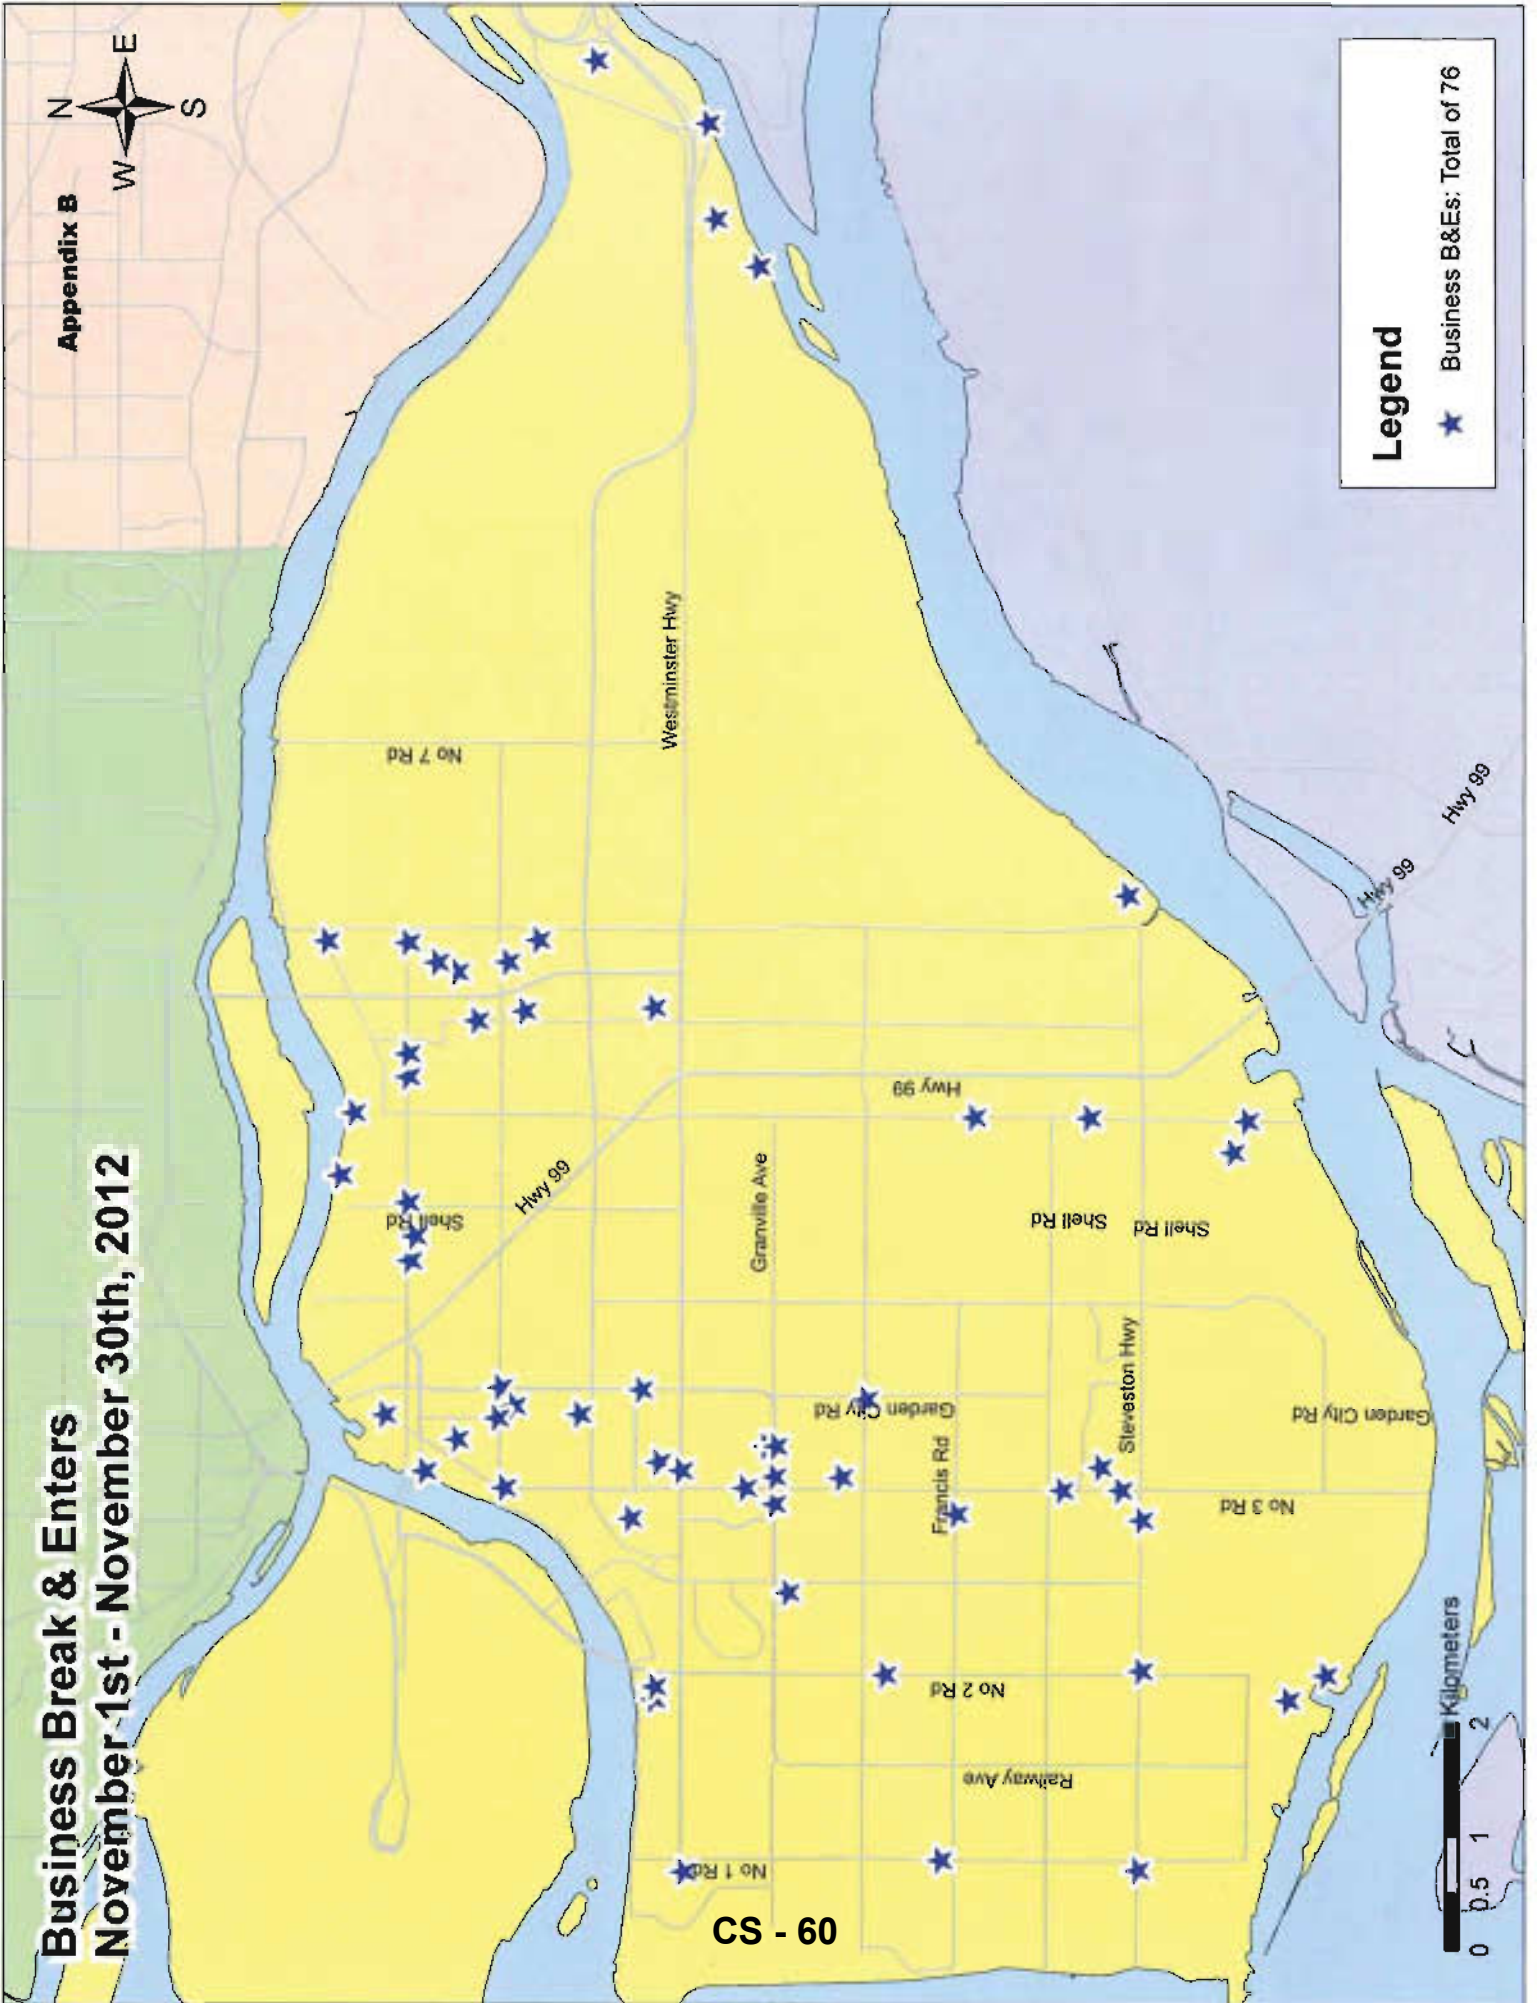 Business Break & Enters
November 1st - November 30th, 2012
Appendix B
N
W
E
S
No 7 Rd
Westminster Hwy
Shell Rd
Hwy 99
Granville Ave
Hwy 99
Shell Rd
Shell Rd
Garden City Rd
Francis Rd
Steveston Hwy
Garden City Rd
No 3 Rd
No 2 Rd
Railway Ave
No 1 Rd
Hwy 99
Hwy 99
Legend
Business B&Es: Total of 76
Kilometers
0 0.5 1 2
CS - 60